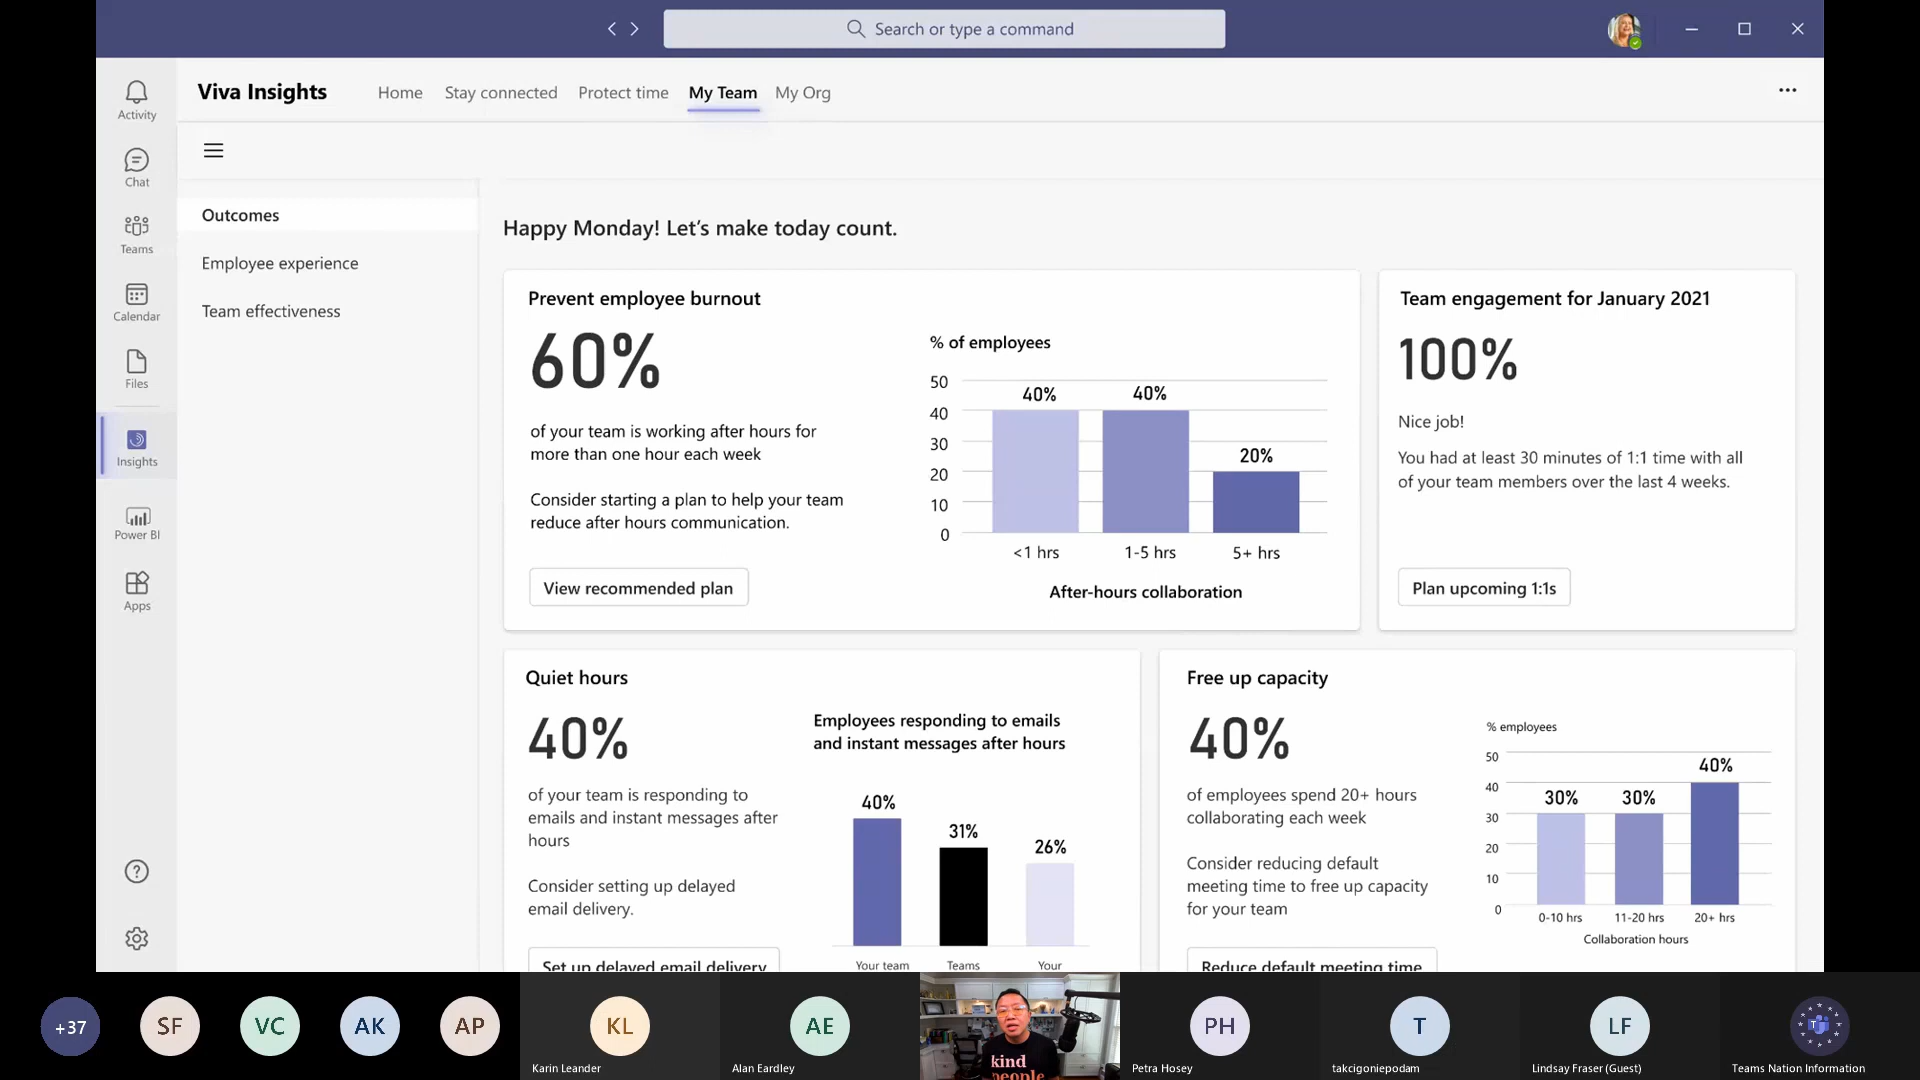 Search or type a command
Viva Insights
Home
Stay connected
Protect time
My Team
My Org
Activity
Chat
Teams
Calendar
Files
Insights
Power BI
Apps
Outcomes
Employee experience
Team effectiveness
Happy Monday! Let’s make today count.
Prevent employee burnout
60%
of your team is working after hours for
more than one hour each week
Consider starting a plan to help your team
reduce after hours communication.
View recommended plan
% of employees
50
40
30
20
10
0
40%
40%
20%
<1 hrs
1-5 hrs
5+ hrs
After-hours collaboration
Team engagement for January 2021
100%
Nice job!
You had at least 30 minutes of 1:1 time with all
of your team members over the last 4 weeks.
Plan upcoming 1:1s
Quiet hours
40%
of your team is responding to
emails and instant messages after
hours
Consider setting up delayed
email delivery.
Set up delayed email delivery
Employees responding to emails
and instant messages after hours
40%
31%
26%
Your team
Teams
Your
Free up capacity
40%
of employees spend 20+ hours
collaborating each week
Consider reducing default
meeting time to free up capacity
for your team
Reduce default meeting time
% employees
50
40
30
20
10
0
30%
30%
40%
0-10 hrs
11-20 hrs
20+ hrs
Collaboration hours
+37
SF
VC
AK
AP
KL
Karin Leander
AE
Alan Eardley
kind
people
PH
Petra Hosey
T
takcigoniepodam
LF
Lindsay Fraser (Guest)
T
Teams Nation Information